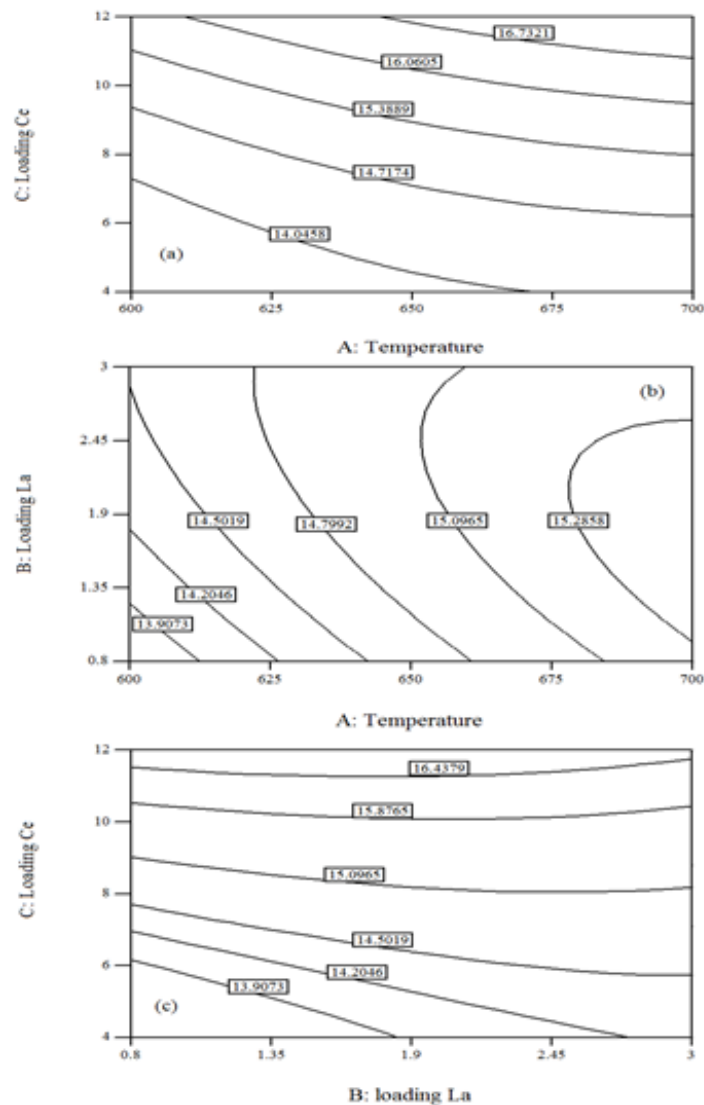 12
10
8
6
4
C: Loading Ce
16.7321
16.0605
15.3889
14.7174
14.0458
(a)
600 625 650 675 700
A: Temperature
3
2.45
1.9
1.35
0.8
B: Loading La
(b)
14.5019
14.7992
15.0965
15.2858
14.2046
13.9073
600 625 650 675 700
A: Temperature
12
10
8
6
4
C: Loading Ce
16.4379
15.8765
15.0965
14.5019
14.2046
13.9073
(c)
0.8 1.35 1.9 2.45 3
B: loading La